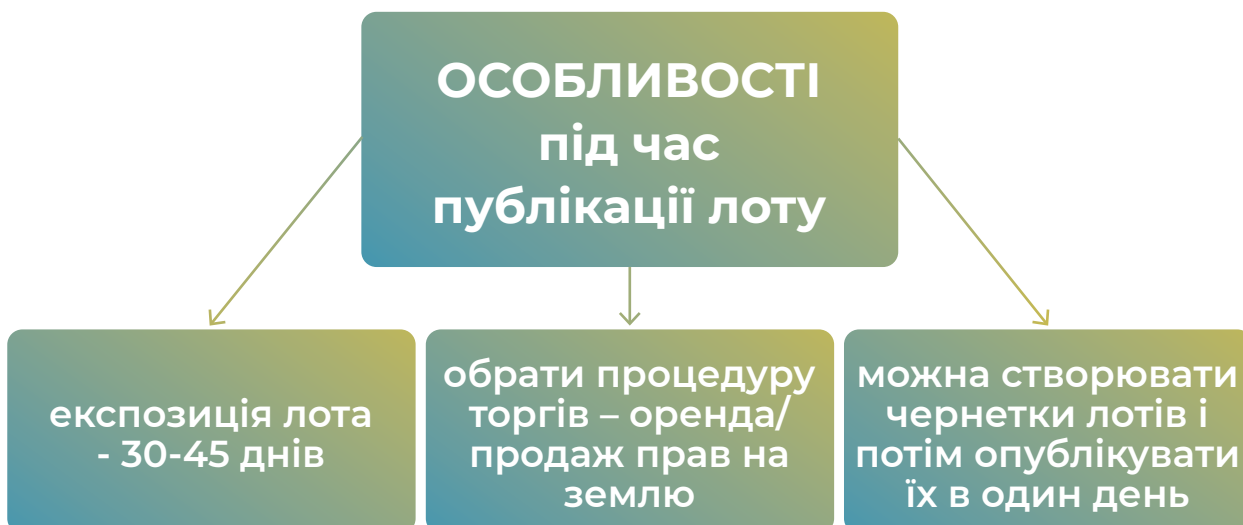 ОСОБЛИВОСТІ
під час
публікації лоту
експозиція лота
- 30-45 днів
обрати процедуру
торгів – оренда/
продаж прав на
землю
можна створювати
чернетки лотів і
потім опублікувати
їх в один день